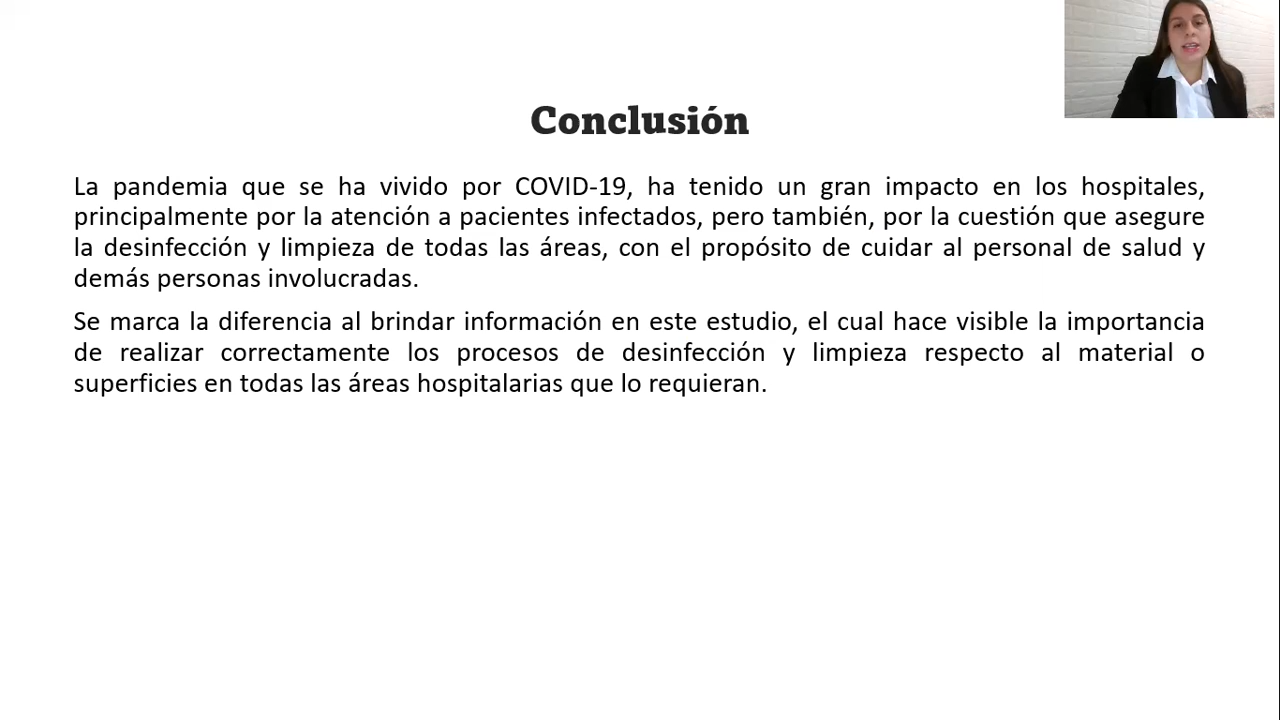 Conclusión
La pandemia que se ha vivido por COVID-19, ha tenido un gran impacto en los hospitales,
principalmente por la atención a pacientes infectados, pero también, por la cuestión que asegure
la desinfección y limpieza de todas las áreas, con el propósito de cuidar al personal de salud y
demás personas involucradas.
Se marca la diferencia al brindar información en este estudio, el cual hace visible la importancia
de realizar correctamente los procesos de desinfección y limpieza respecto al material o
superficies en todas las áreas hospitalarias que lo requieran.